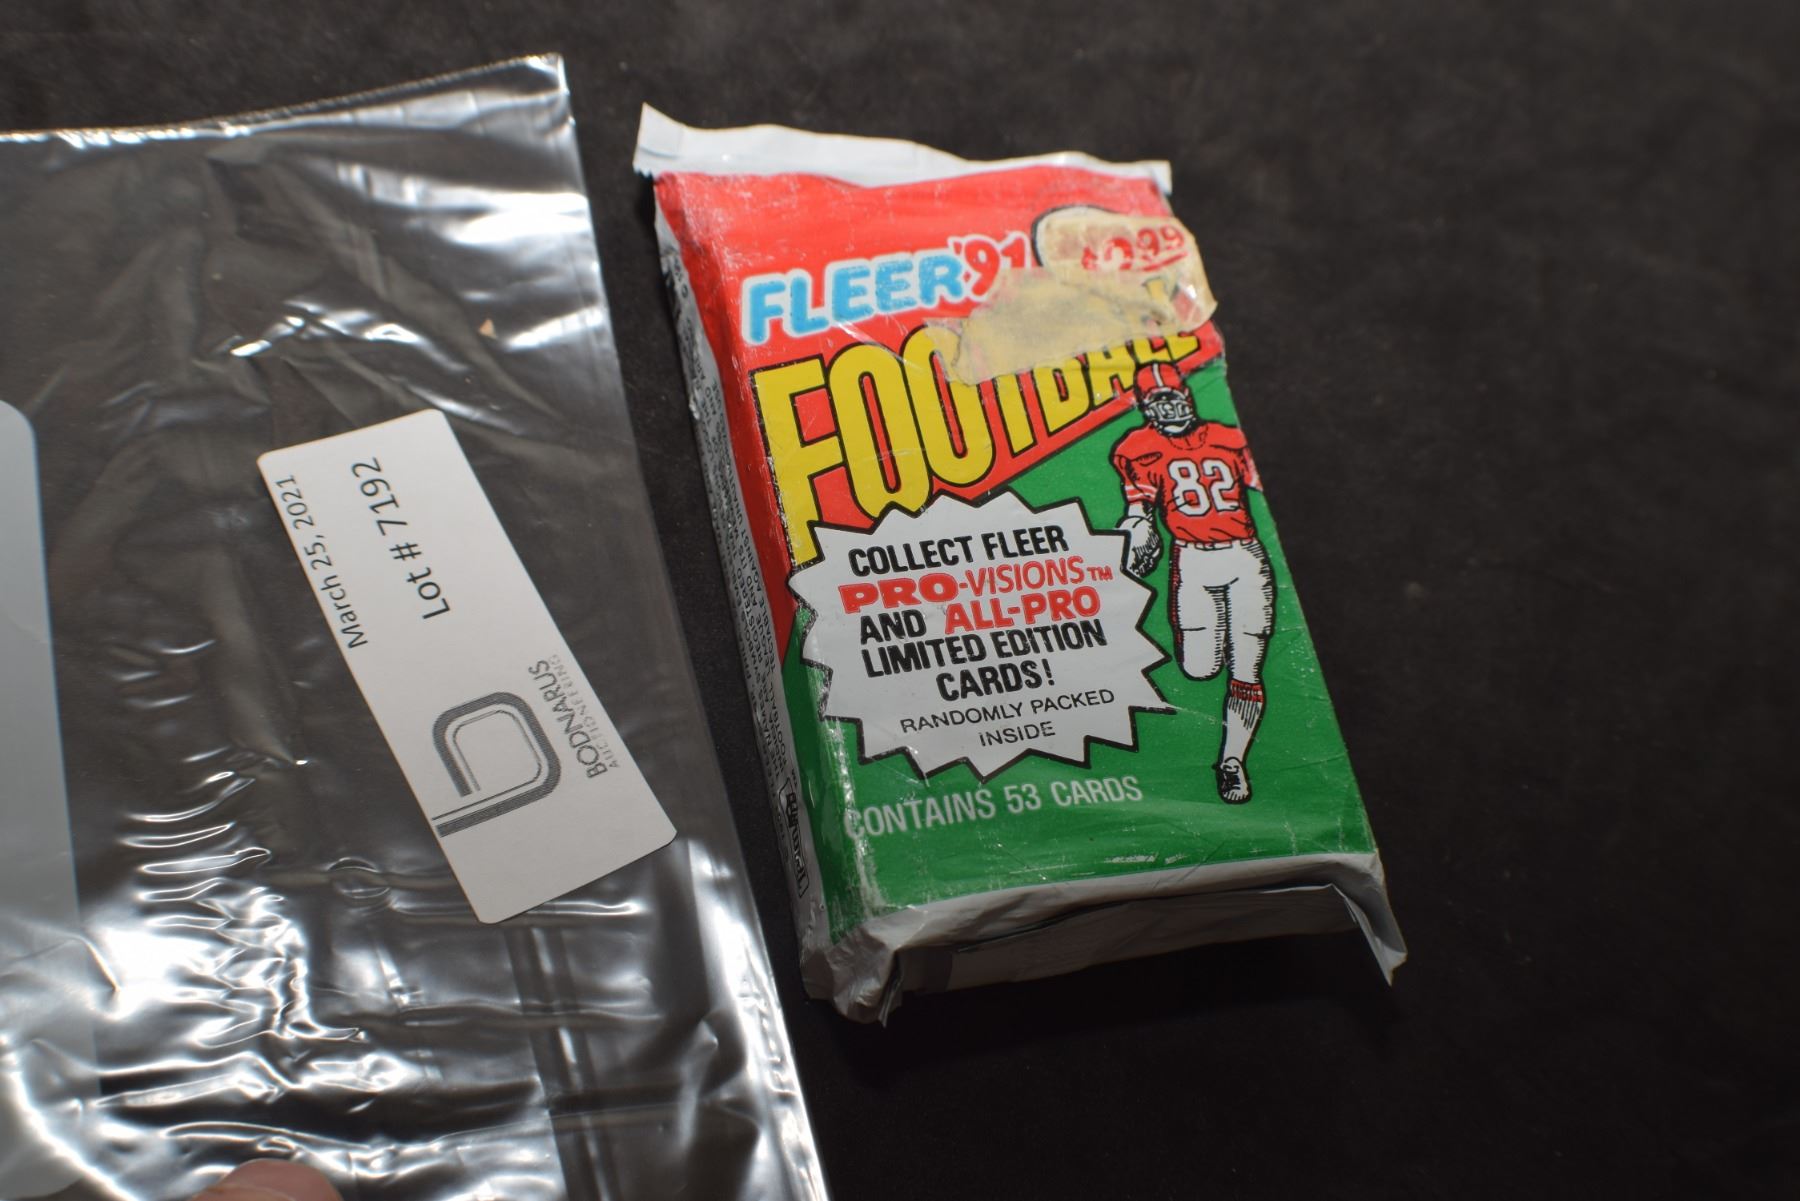 March 25, 2021
Lot # 7192
BODNARUS
AUCTIONEERING
FLEER '91
FOOTBALL
82
COLLECT FLEER
PRO-VISIONS™
AND ALL-PRO
LIMITED EDITION
CARDS!
RANDOMLY PACKED
INSIDE
CONTAINS 53 CARDS